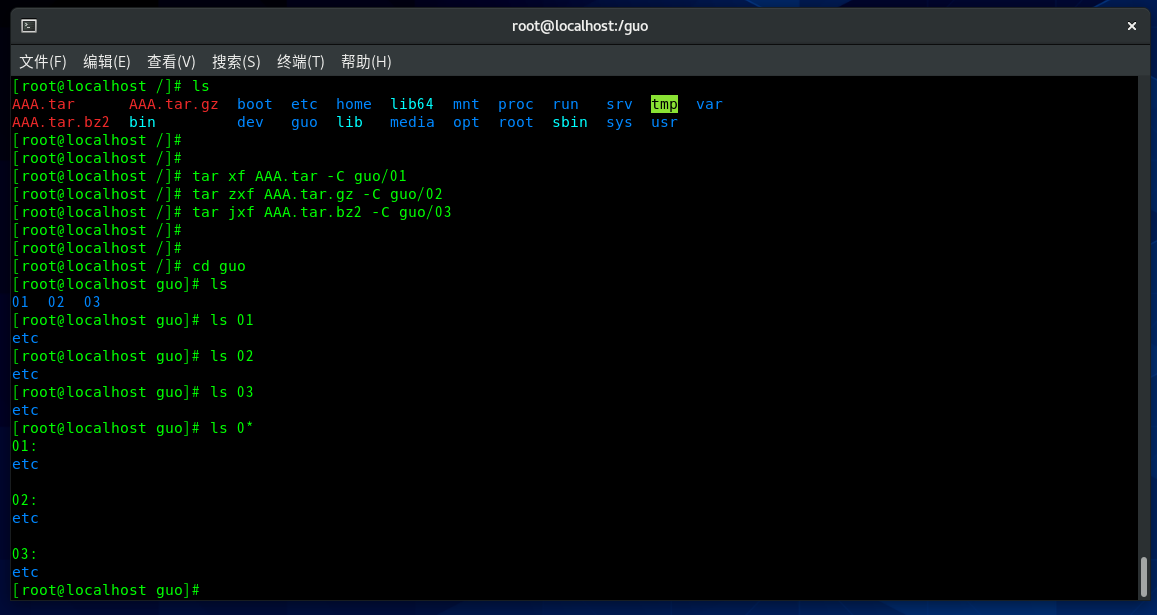 root@localhost:/guo ×
文件(F) 编辑(E) 查看(V) 搜索(S) 终端(T) 帮助(H)
[root@localhost /]# ls
AAA.tar AAA.tar.gz boot etc home lib64 mnt proc run srv tmp var
AAA.tar.bz2 bin dev guo lib media opt root sbin sys usr
[root@localhost /]#
[root@localhost /]#
[root@localhost /]# tar xf AAA.tar -C guo/01
[root@localhost /]# tar zxf AAA.tar.gz -C guo/02
[root@localhost /]# tar jxf AAA.tar.bz2 -C guo/03
[root@localhost /]#
[root@localhost /]#
[root@localhost /]# cd guo
[root@localhost guo]# ls
01 02 03
[root@localhost guo]# ls 01
etc
[root@localhost guo]# ls 02
etc
[root@localhost guo]# ls 03
etc
[root@localhost guo]# ls 0*
01:
etc
02:
etc
03:
etc
[root@localhost guo]#